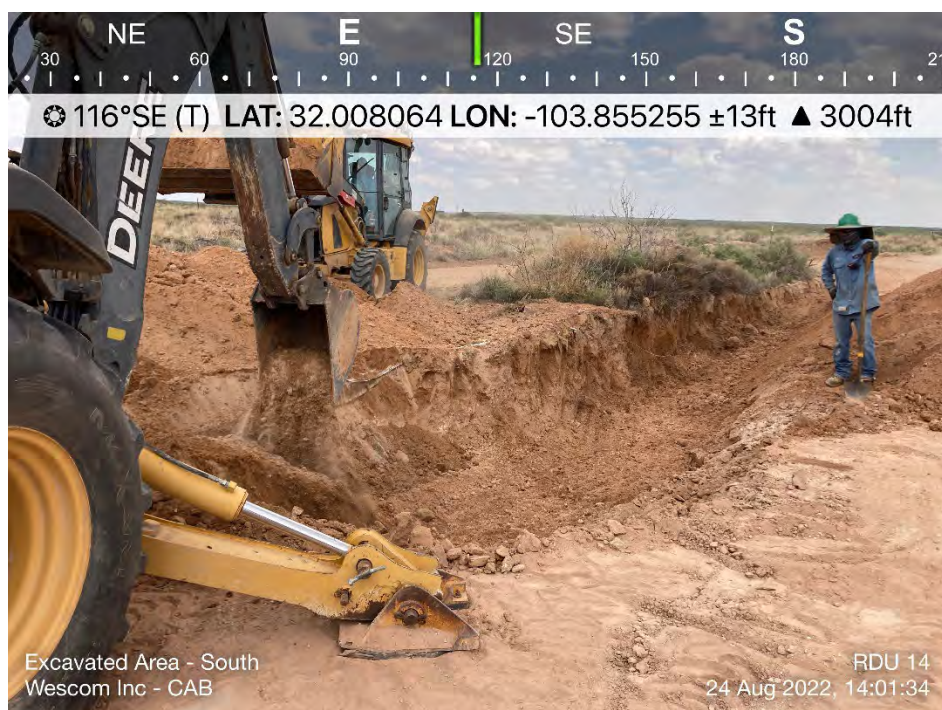 NE E SE S
30 60 90 120 150 180
116°SE (T) LAT: 32.008064 LON: -103.855255 ±13ft ▲ 3004ft
DEERE
Excavated Area - South
Wescom Inc - CAB
RDU 14
24 Aug 2022, 14:01:34